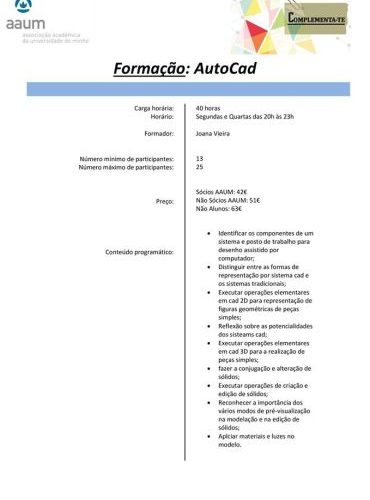 aaum
associação académica
da universidade do minho
COMPLEMENTA-TE
Formação: AutoCad
Carga horária: 40 horas
Horário: Segundas e Quartas das 20h às 23h
Formador: Joana Vieira
Número mínimo de participantes: 13
Número máximo de participantes: 25
Preço:
Sócios AAUM: 42€
Não Sócios AAUM: 51€
Não Alunos: 63€
Conteúdo programático:
• Identificar os componentes de um
sistema e posto de trabalho para
desenho assistido por
computador;
• Distinguir entre as formas de
representação por sistema cad e
os sistemas tradicionais;
• Executar operações elementares
em cad 2D para representação de
figuras geométricas de peças
simples;
• Reflexão sobre as potencialidades
dos sisteams cad;
• Executar operações elementares
em cad 3D para a realização de
peças simples;
• fazer a conjugação e alteração de
sólidos;
• Executar operações de criação e
edição de sólidos;
• Reconhecer a importância dos
vários modos de pré-visualização
na modelação e na edição de
sólidos;
• Aplciar materiais e luzes no
modelo.